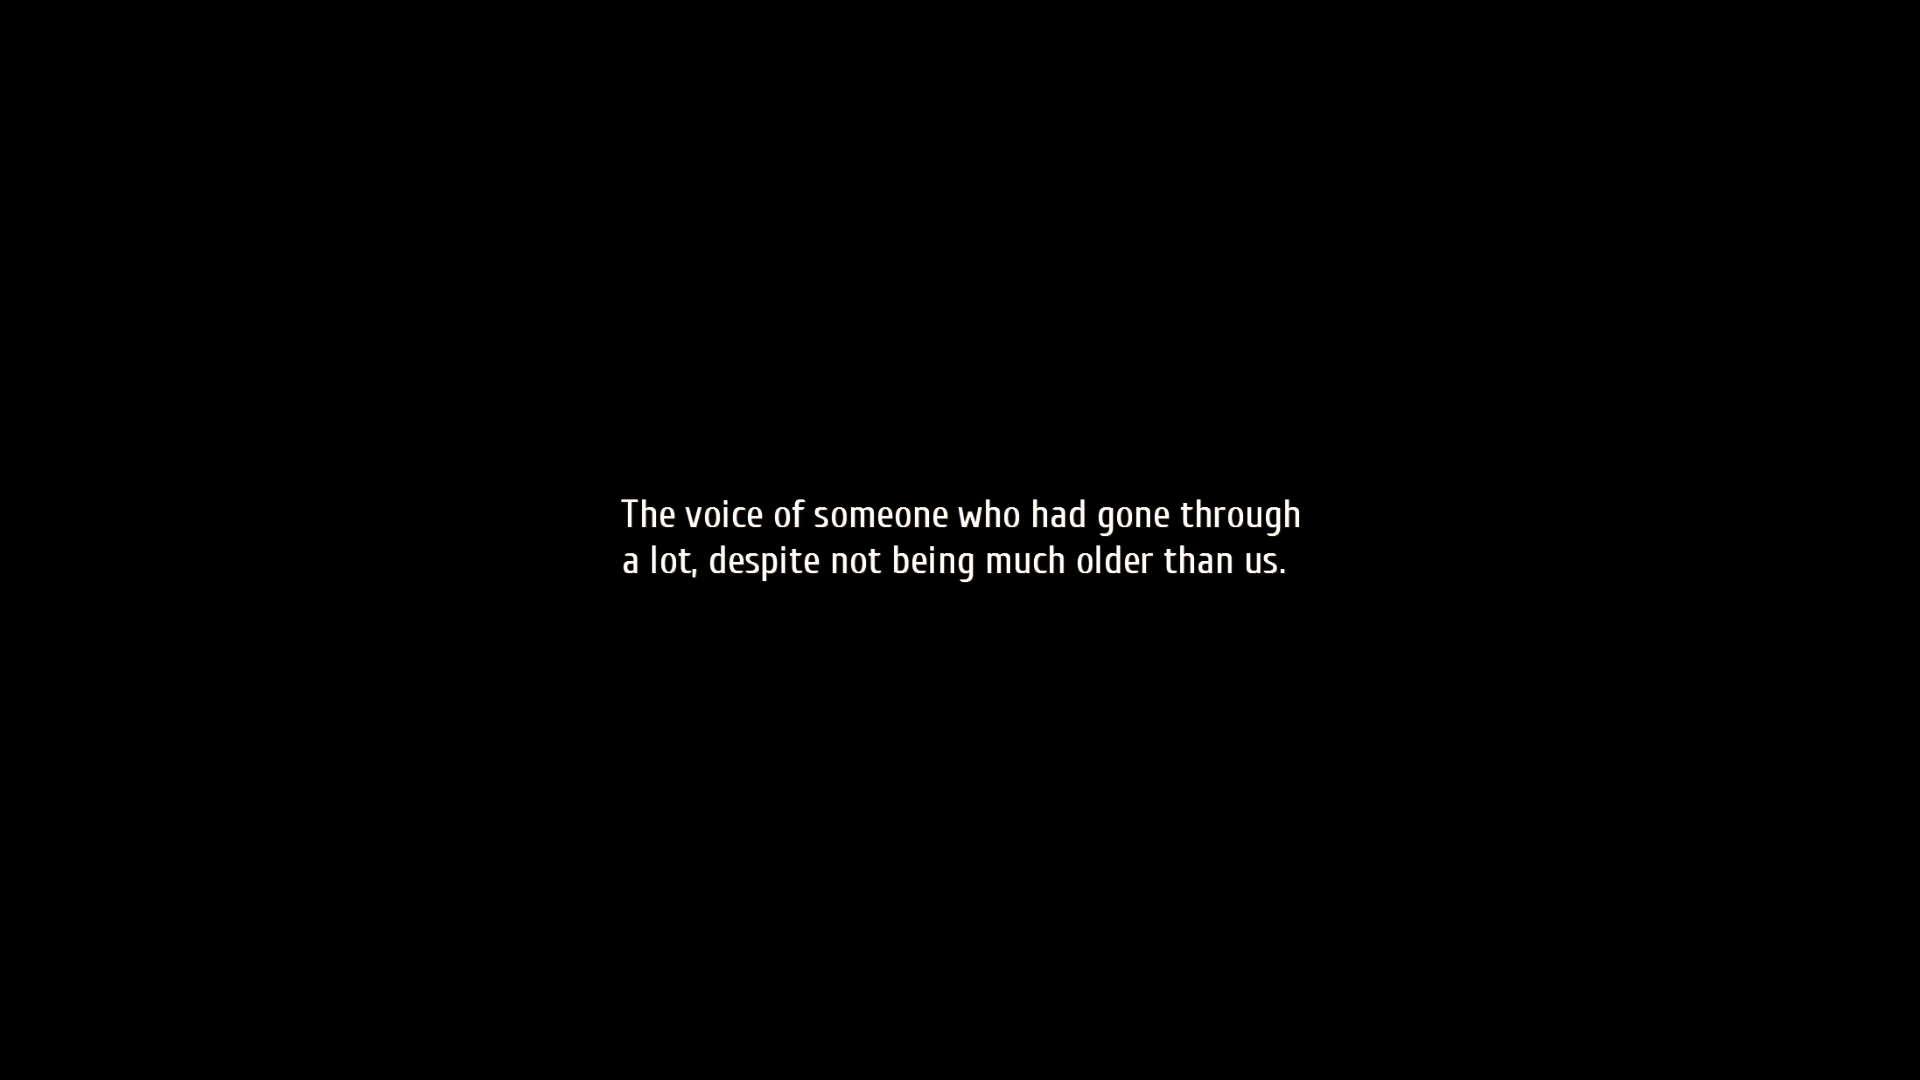 The voice of someone who had gone through
a lot, despite not being much older than us.